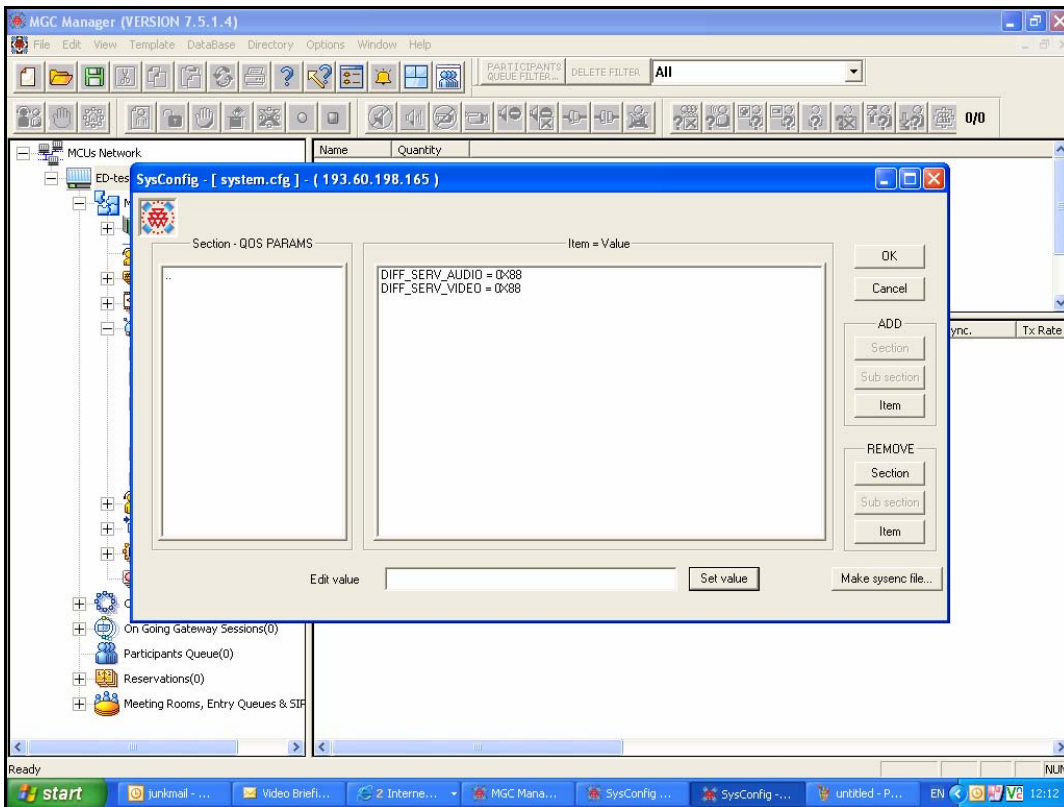 MGC Manager (VERSION 7.5.1.4)
File Edit View Template DataBase Directory Options Window Help
PARTICIPANTS QUEUE FILTER... DELETE FILTER All
0/0
MCUs Network
Name Quantity
ED-tes
SysConfig - [ system.cfg ] - ( 193.60.198.165 )
Section - QOS PARAMS
Item = Value
..
DIFF_SERV_AUDIO = 0X88
DIFF_SERV_VIDEO = 0X88
OK
Cancel
ADD
Section
Sub section
Item
REMOVE
Section
Sub section
Item
Edit value
Set value
Make sysenc file...
ync. Tx Rate
On Going Gateway Sessions(0)
Participants Queue(0)
Reservations(0)
Meeting Rooms, Entry Queues & SIP
Ready
NUM
start junkmail - ... Video Briefi... 2 Interne... MGC Mana... SysConfig ... SysConfig -... untitled - P... EN V2 12:12